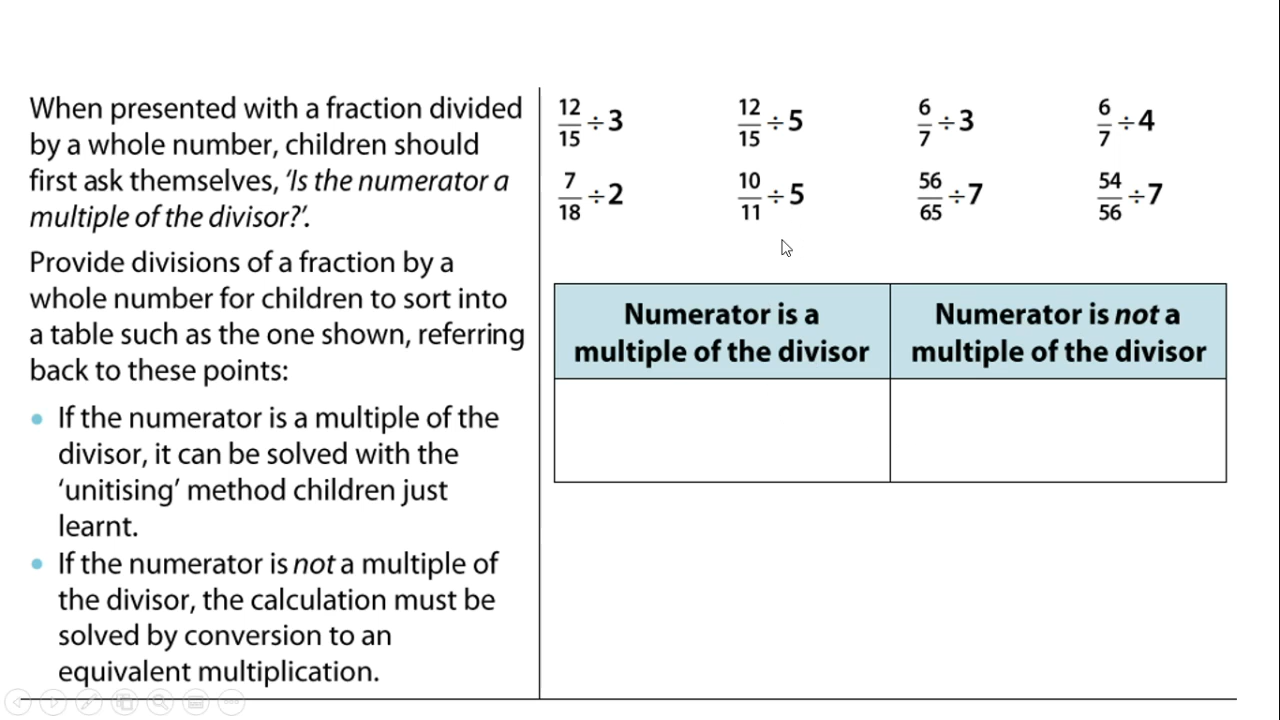 When presented with a fraction divided
by a whole number, children should
first ask themselves, 'Is the numerator a
multiple of the divisor?'.
Provide divisions of a fraction by a
whole number for children to sort into
a table such as the one shown, referring
back to these points:
• If the numerator is a multiple of the
divisor, it can be solved with the
'unitising' method children just
learnt.
• If the numerator is not a multiple of
the divisor, the calculation must be
solved by conversion to an
equivalent multiplication.
12/15 ÷ 3 12/15 ÷ 5 6/7 ÷ 3 6/7 ÷ 4
7/18 ÷ 2 10/11 ÷ 5 56/65 ÷ 7 54/56 ÷ 7
Numerator is a
multiple of the divisor
Numerator is not a
multiple of the divisor